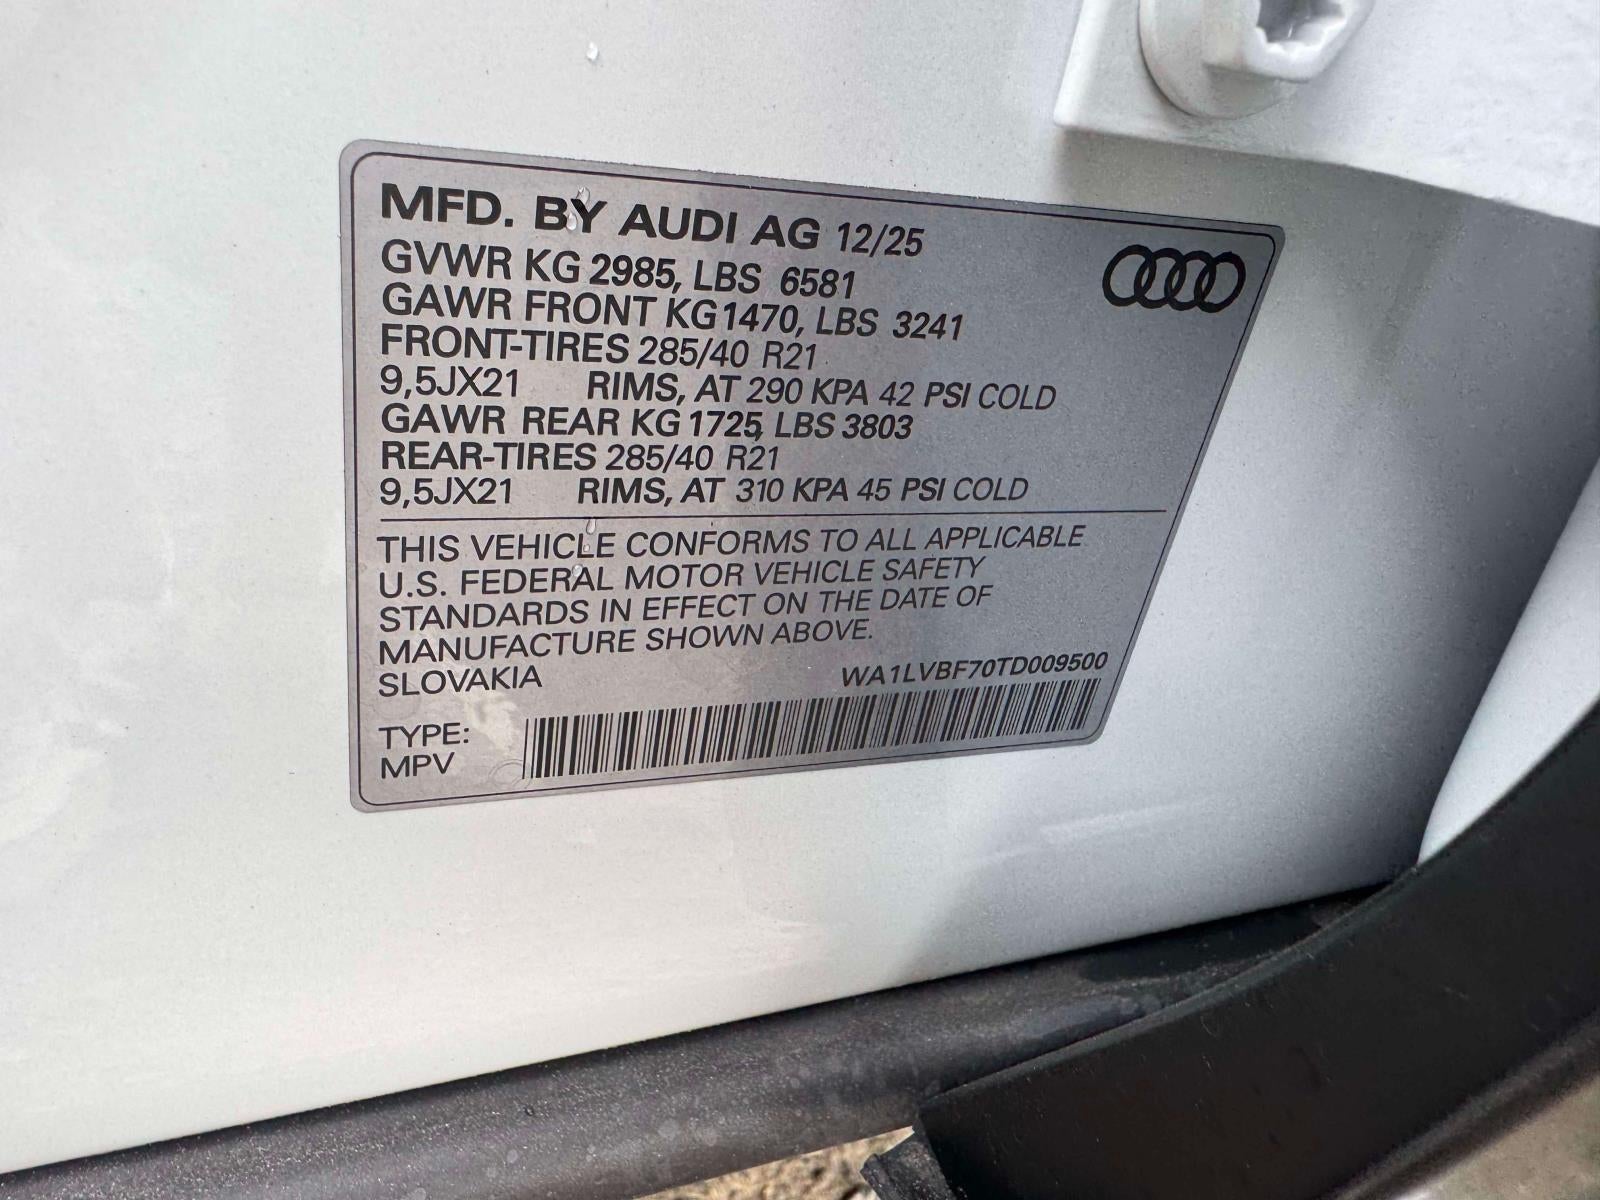 MFD. BY AUDI AG 12/25
GVWR KG 2985, LBS 6581
GAWR FRONT KG 1470, LBS 3241
FRONT-TIRES 285/40 R21
9,5JX21 RIMS, AT 290 KPA 42 PSI COLD
GAWR REAR KG 1725, LBS 3803
REAR-TIRES 285/40 R21
9,5JX21 RIMS, AT 310 KPA 45 PSI COLD
THIS VEHICLE CONFORMS TO ALL APPLICABLE
U.S. FEDERAL MOTOR VEHICLE SAFETY
STANDARDS IN EFFECT ON THE DATE OF
MANUFACTURE SHOWN ABOVE.
SLOVAKIA WA1LVBF70TD009500
TYPE:
MPV